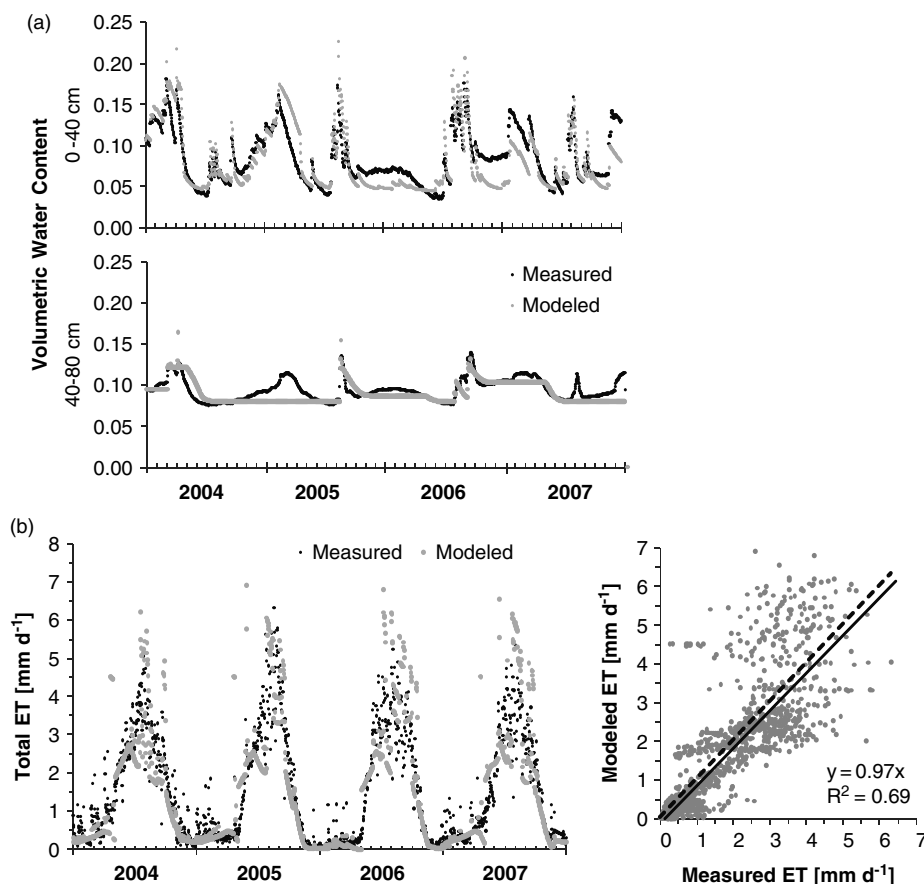 (a)
Volumetric Water Content
0 -40 cm
0.25
0.20
0.15
0.10
0.05
0.00
40-80 cm
0.25
0.20
0.15
0.10
0.05
0.00
Measured
Modeled
2004 2005 2006 2007
(b)
Total ET [mm d-1]
8
7
6
5
4
3
2
1
0
Measured Modeled
2004 2005 2006 2007
Modeled ET [mm d-1]
7
6
5
4
3
2
1
0
y = 0.97x
R² = 0.69
0 1 2 3 4 5 6 7
Measured ET [mm d-1]